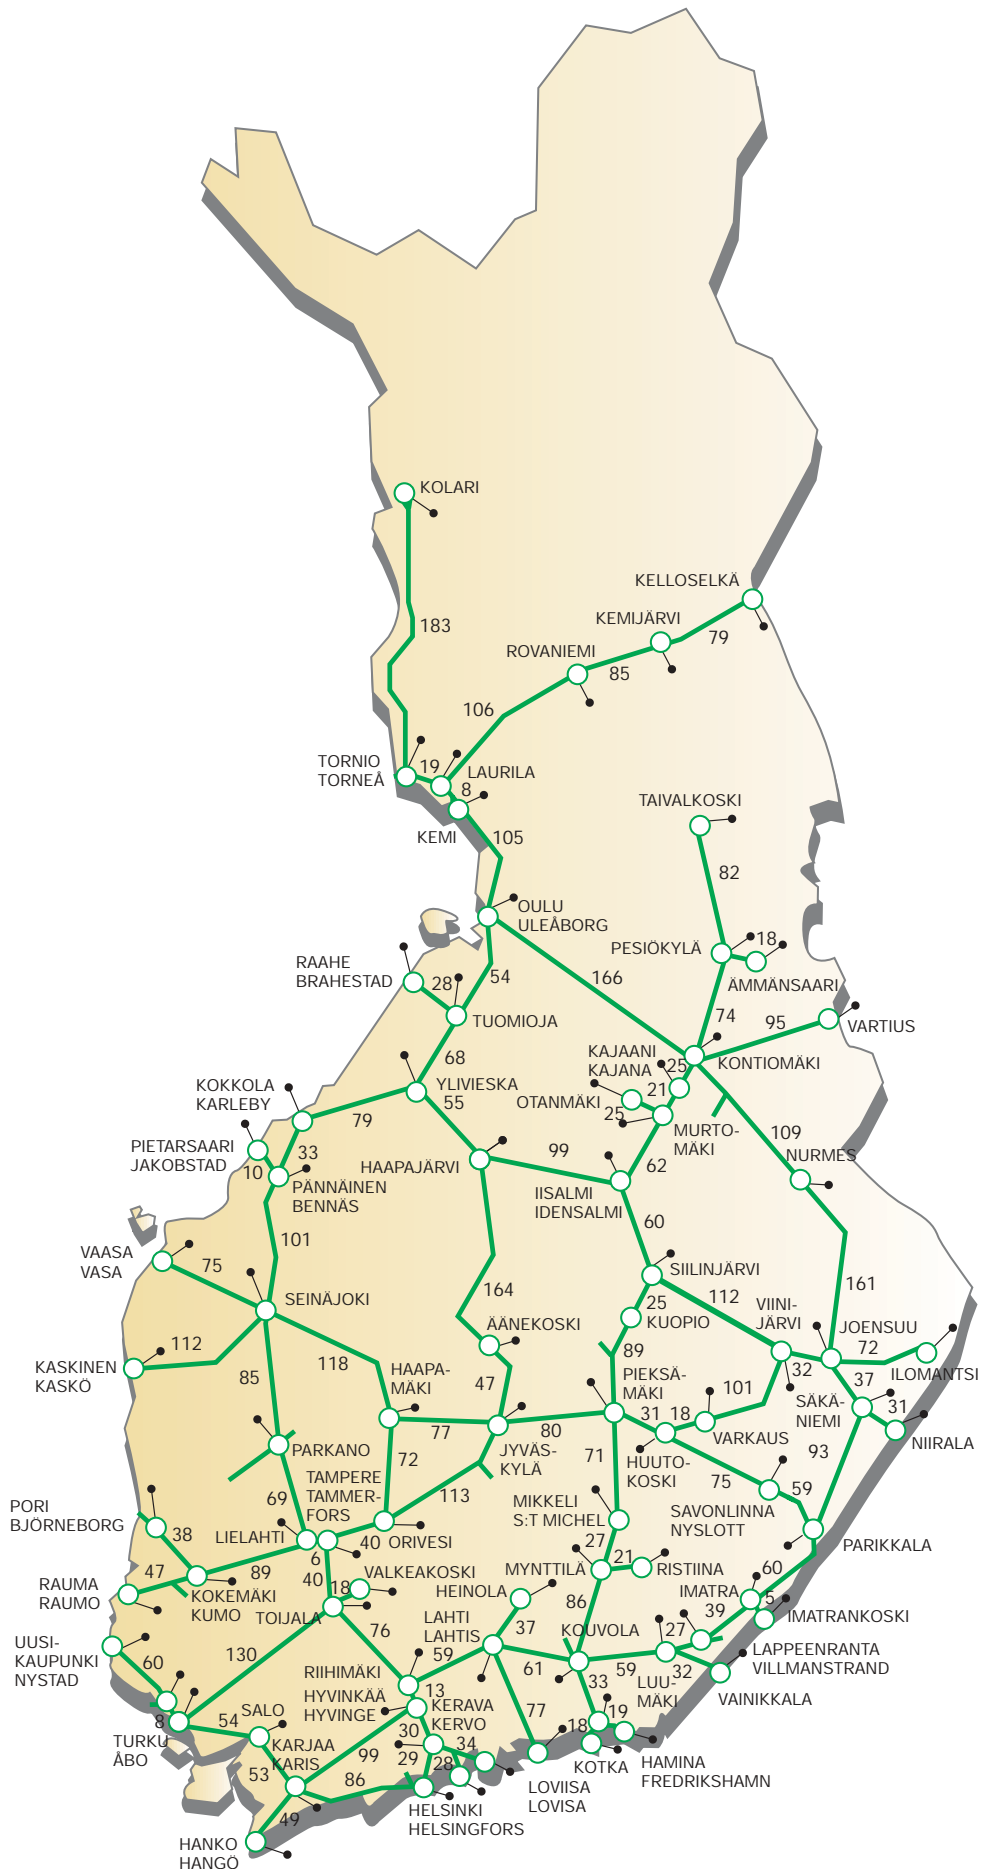 KOLARI
KELLOSELKÄ
KEMIJÄRVI
183
79
ROVANIEMI
85
106
TORNIO
TORNEÅ
19
LAURILA
8
KEMI
105
TAIVALKOSKI
82
OULU
ULEÅBORG
PESIÖKYLÄ
18
ÄMMÄNSAARI
RAAHE
BRAHESTAD
28
54
166
TUOMIOJA
74
95
VARTIUS
KONTIOMÄKI
KAJAANI
KAJANA
25
21
OTANMÄKI
25
MURTO-
MÄKI
68
YLIVIESKA
55
KOKKOLA
KARLEBY
79
PIETARSAARI
JAKOBSTAD
33
10
PÄNNÄINEN
BENNÄS
HAAPAJÄRVI
99
62
109
NURMES
IISALMI
IDENSALMI
60
101
VAASA
VASA
75
SEINÄJOKI
SIILINJÄRVI
112
25
KUOPIO
164
161
VIINI-
JÄRVI
JOENSUU
72
ILOMANTSI
32
37
ÄÄNEKOSKI
112
KASKINEN
KASKÖ
118
85
HAAPA-
MÄKI
47
89
PIEKSÄ-
MÄKI
101
SÄKÄ-
NIEMI
31
NIIRALA
31
18
VARKAUS
77
80
JYVÄS-
KYLÄ
HUUTO-
KOSKI
93
PARKANO
72
71
75
59
SAVONLINNA
NYSLOTT
PARIKKALA
TAMPERE
TAMMER-
FORS
113
MIKKELI
S:T MICHEL
69
PORI
BJÖRNEBORG
38
LIELAHTI
40
ORIVESI
6
27
MYNTTILÄ
21
RISTIINA
47
RAUMA
RAUMO
89
KOKEMÄKI
KUMO
40
18
VALKEAKOSKI
HEINOLA
TOIJALA
86
60
IMATRA
5
IMATRANKOSKI
39
LAHTI
LAHTIS
37
KOUVOLA
27
LAPPEENRANTA
VILLMANSTRAND
76
59
61
59
32
VAINIKKALA
LUU-
MÄKI
UUSI-
KAUPUNKI
NYSTAD
60
130
RIIHIMÄKI
13
HYVINKÄÄ
HYVINGE
KERAVA
KERVO
33
77
19
18
HAMINA
FREDRIKSHAMN
KOTKA
8
TURKU
ÅBO
54
SALO
KARJAA
KARIS
30
34
99
29
28
53
86
LOVIISA
LOVISA
HELSINKI
HELSINGFORS
49
HANKO
HANGÖ